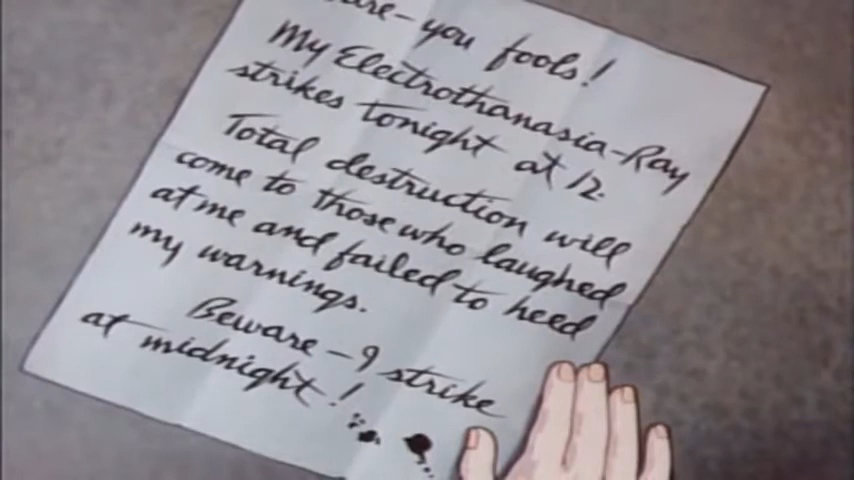 you fools!
My Electrothanasia-Ray
strikes tonight at 12.
Total destruction will
come to those who laughed
at me and failed to heed
my warnings.
Beware - 9 strike
at midnight!